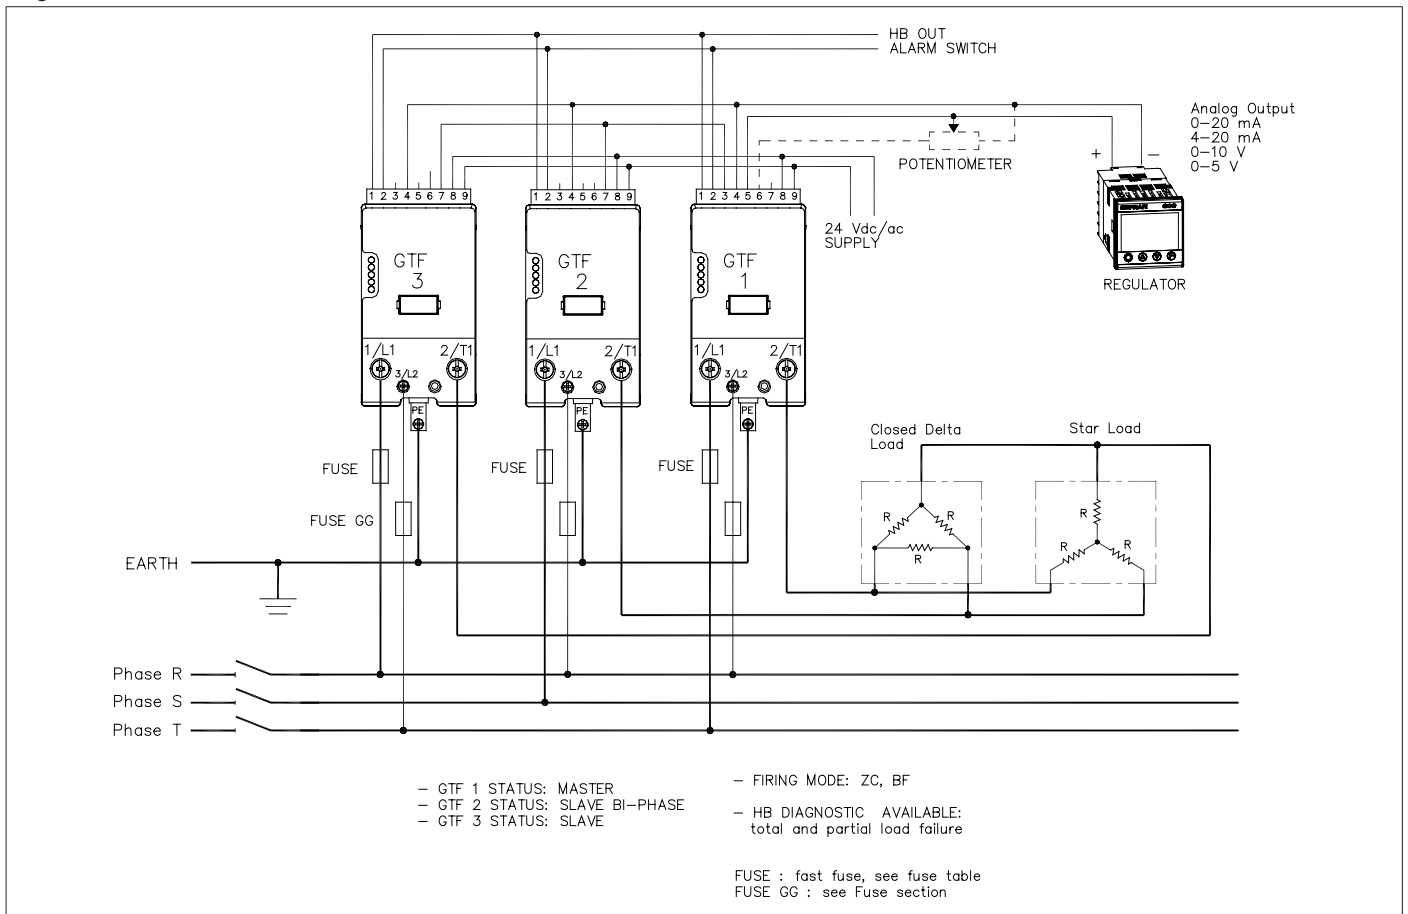 HB OUT
ALARM SWITCH
Analog Output
0-20 mA
4-20 mA
0-10 V
0-5 V
+ −
POTENTIOMETER
1 2 3 4 5 6 7 8 9
1 2 3 4 5 6 7 8 9
1 2 3 4 5 6 7 8 9
24 Vdc/ac
SUPPLY
REGULATOR
GTF
3
GTF
2
GTF
1
1/L1 2/T1
3/L2
PE
1/L1 2/T1
3/L2
PE
1/L1 2/T1
3/L2
PE
Closed Delta
Load
Star Load
FUSE
FUSE
FUSE
FUSE GG
R
R
R
R
R
R
EARTH
Phase R
Phase S
Phase T
- GTF 1 STATUS: MASTER
- GTF 2 STATUS: SLAVE BI-PHASE
- GTF 3 STATUS: SLAVE
- FIRING MODE: ZC, BF
- HB DIAGNOSTIC AVAILABLE:
total and partial load failure
FUSE : fast fuse, see fuse table
FUSE GG : see Fuse section